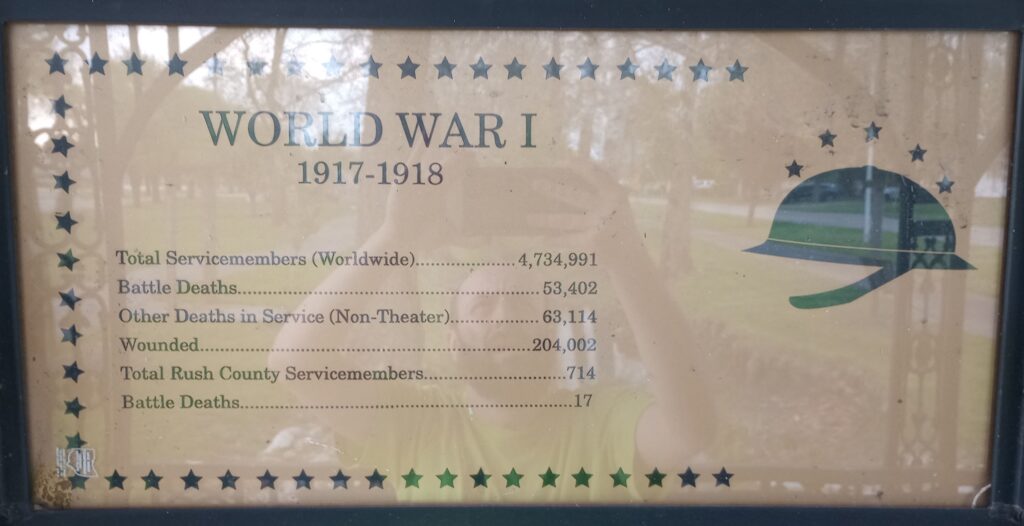 WORLD WAR I
1917-1918
Total Servicemembers (Worldwide)...................4,734,991
Battle Deaths.........................................................53,402
Other Deaths in Service (Non-Theater)................63,114
Wounded...............................................................204,002
Total Rush County Servicemembers...........................714
Battle Deaths...............................................................17